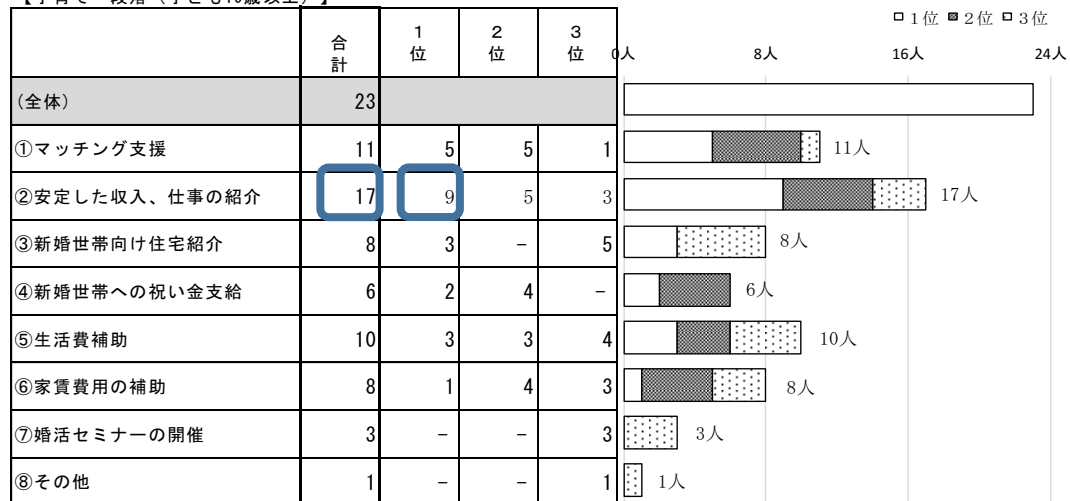 □1位 ■2位 □3位
合計 1位 2位 3位 0人 8人 16人 24人
(全体) 23
①マッチング支援 11 5 5 1 11人
②安定した収入、仕事の紹介 17 9 5 3 17人
③新婚世帯向け住宅紹介 8 3 - 5 8人
④新婚世帯への祝い金支給 6 2 4 - 6人
⑤生活費補助 10 3 3 4 10人
⑥家賃費用の補助 8 1 4 3 8人
⑦婚活セミナーの開催 3 - - 3 3人
⑧その他 1 - - 1 1人